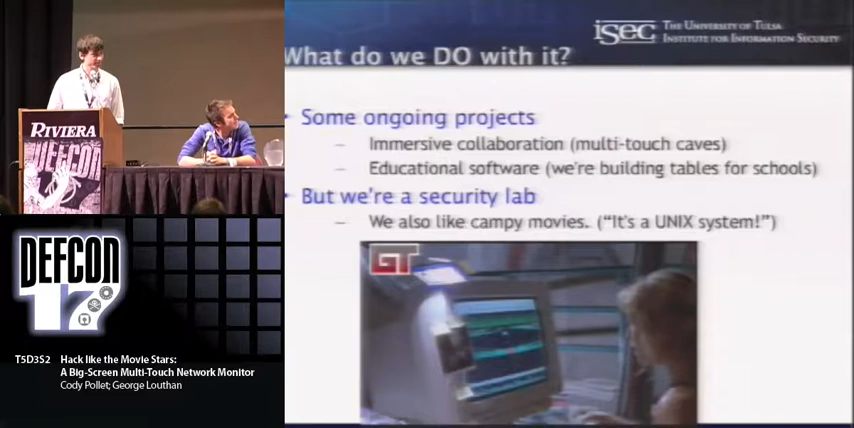 RIVIERA
DEFCON
DEFCON
17
T5D3S2 Hack like the Movie Stars:
A Big-Screen Multi-Touch Network Monitor
Cody Pollet; George Louthan
isec THE UNIVERSITY OF TULSA
INSTITUTE FOR INFORMATION SECURITY
What do we DO with it?
Some ongoing projects
– Immersive collaboration (multi-touch caves)
– Educational software (we're building tables for schools)
But we're a security lab
– We also like campy movies. ("It's a UNIX system!")
GT